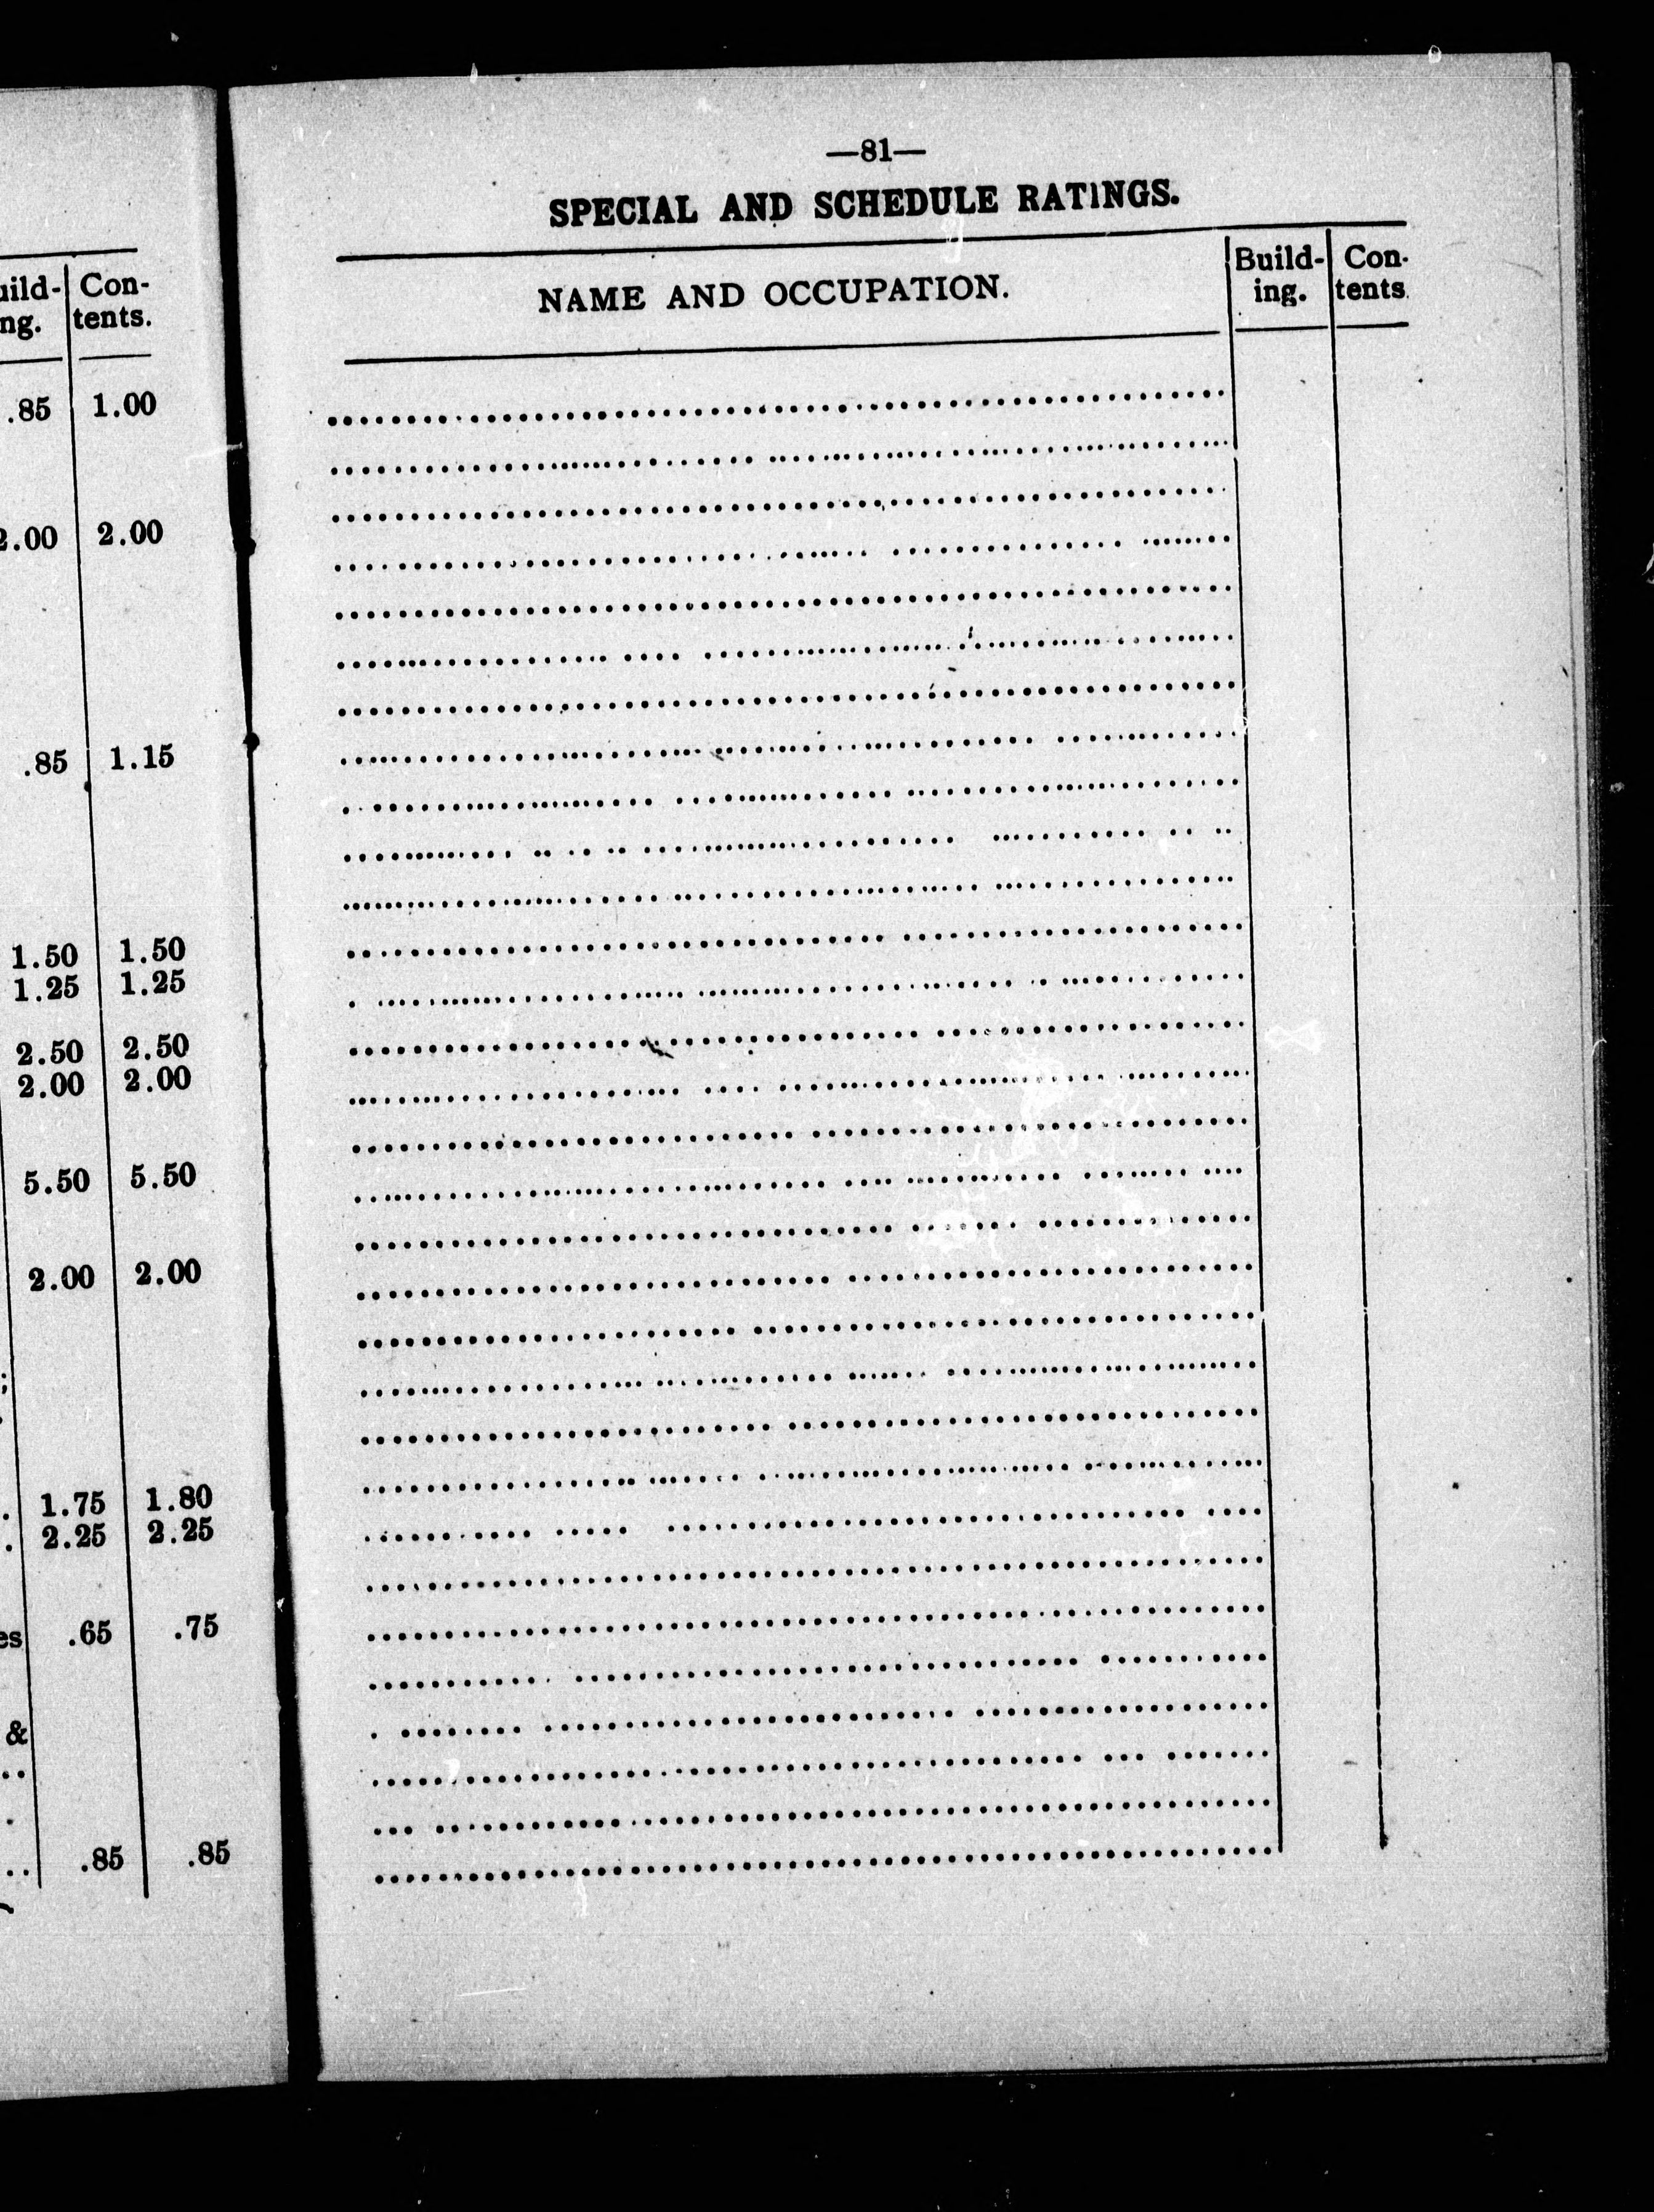 uild- Con-
ng. tents.
.85 1.00
2.00 2.00
.85 1.15
1.50 1.50
1.25 1.25
2.50 2.50
2.00 2.00
5.50 5.50
2.00 2.00
;
. 1.75 1.80
. 2.25 2.25
es .65 .75
&
..
.
.. .85 .85
—81—
SPECIAL AND SCHEDULE RATINGS.
NAME AND OCCUPATION.
Build- Con-
ing. tents.